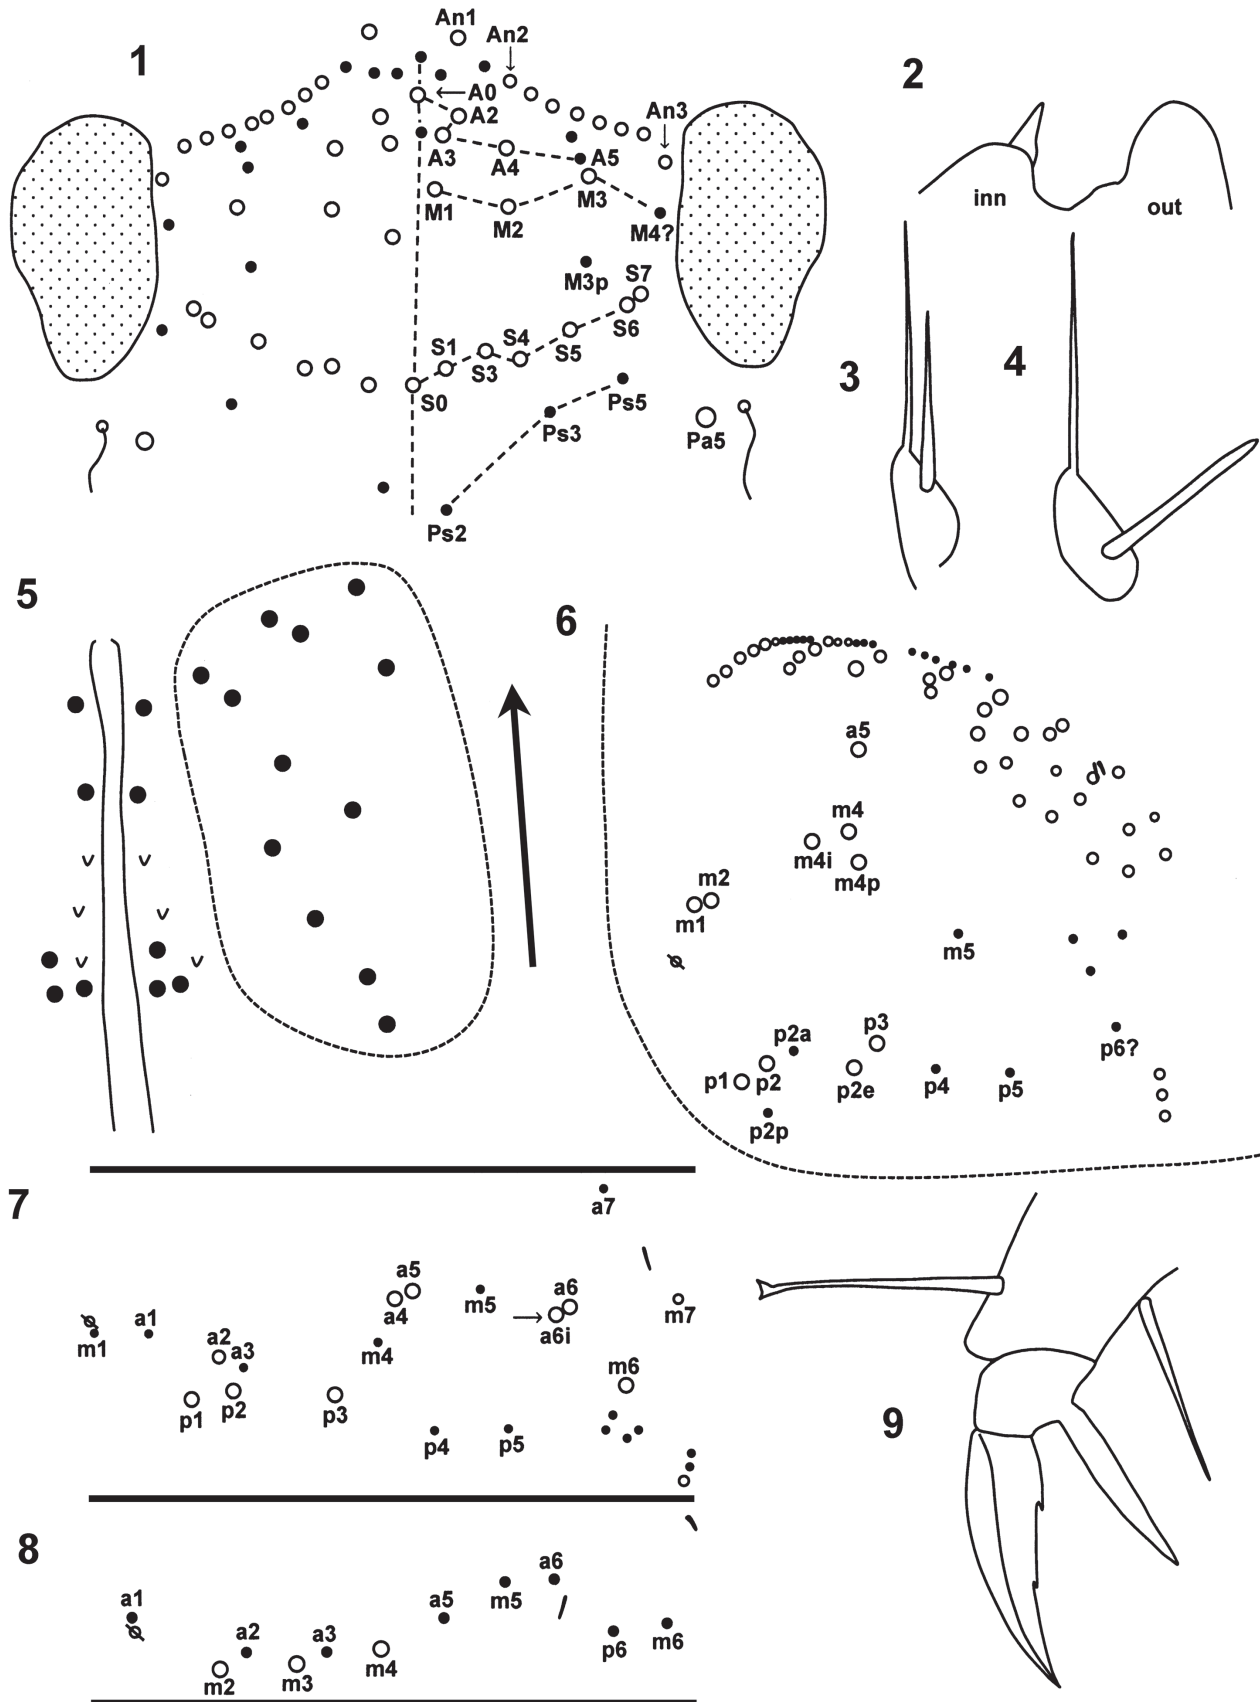 1
An1
An2
A0
A2
An3
A3
A4
A5
M1
M2
M3
M4?
M3p
S7
S6
S1
S4
S5
S3
S0
Ps5
Ps3
Pa5
Ps2
2
inn
out
3
4
5
6
a5
m4
m4i
m4p
m2
m1
m5
p2a
p3
p6?
p1
p2
p2e
p4
p5
p2p
7
a7
a5
a6
a4
m5
a6i
m7
a1
m1
a2
a3
m4
m6
p1
p2
p3
p4
p5
8
a6
a1
a5
m5
a2
a3
m2
m3
m4
p6
m6
9